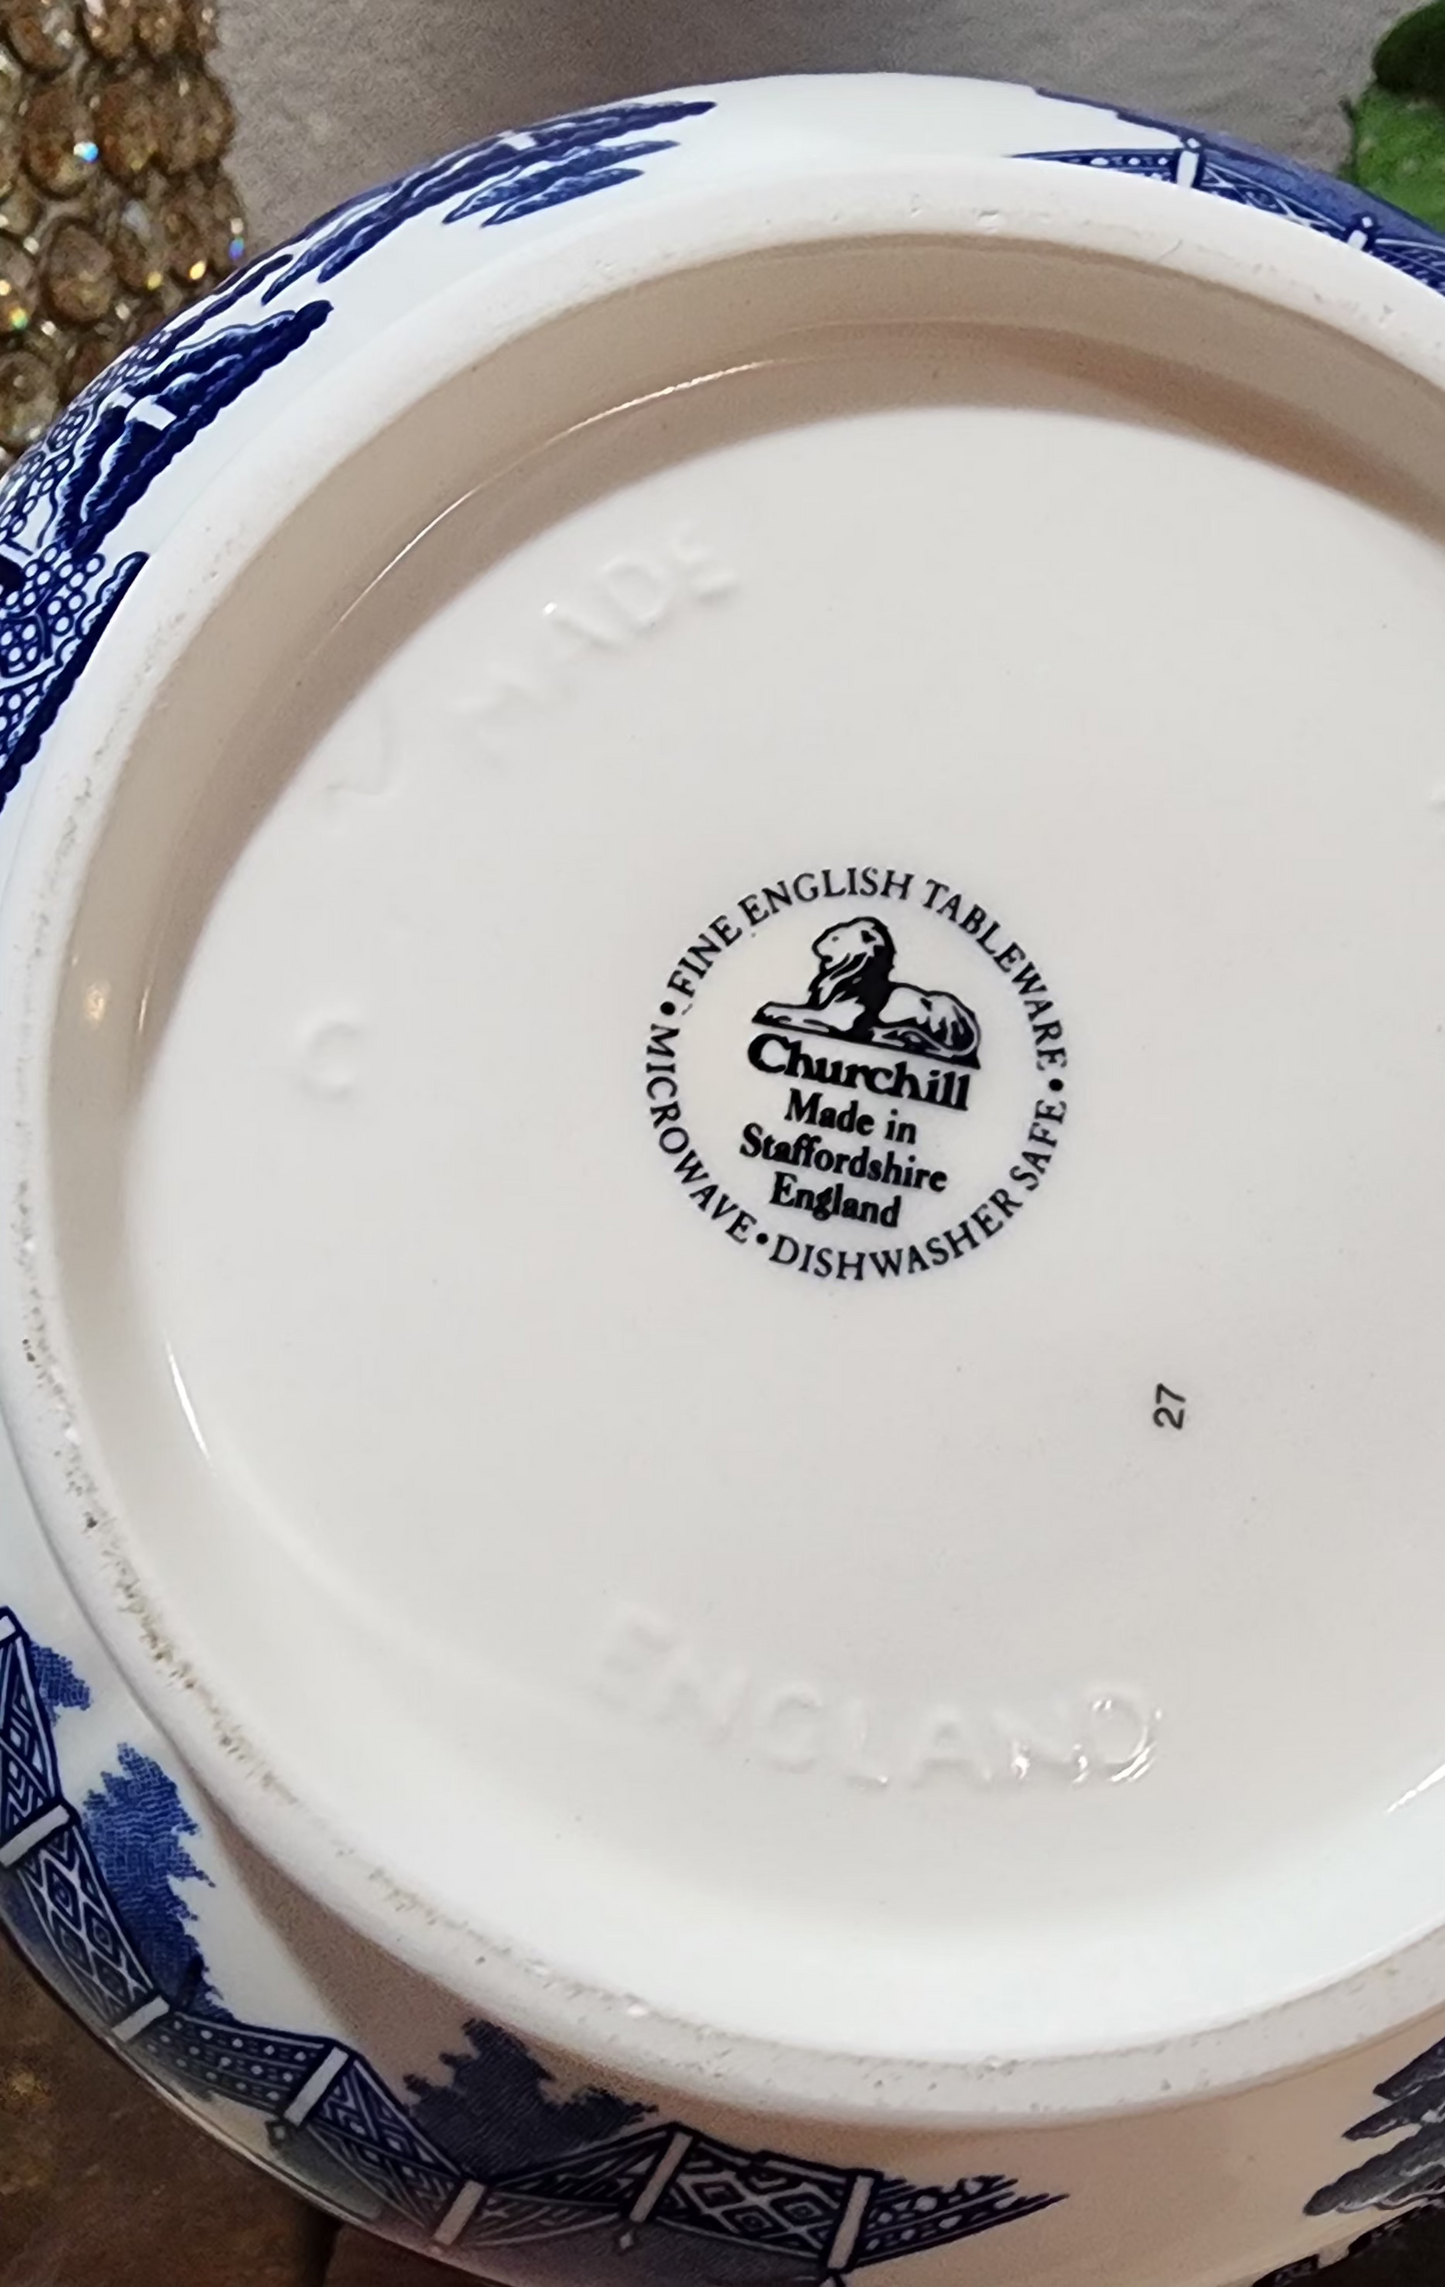 MADE
C
• FINE ENGLISH TABLEWARE •
Churchill
Made in
Staffordshire
England
MICROWAVE • DISHWASHER SAFE
27
ENGLAND